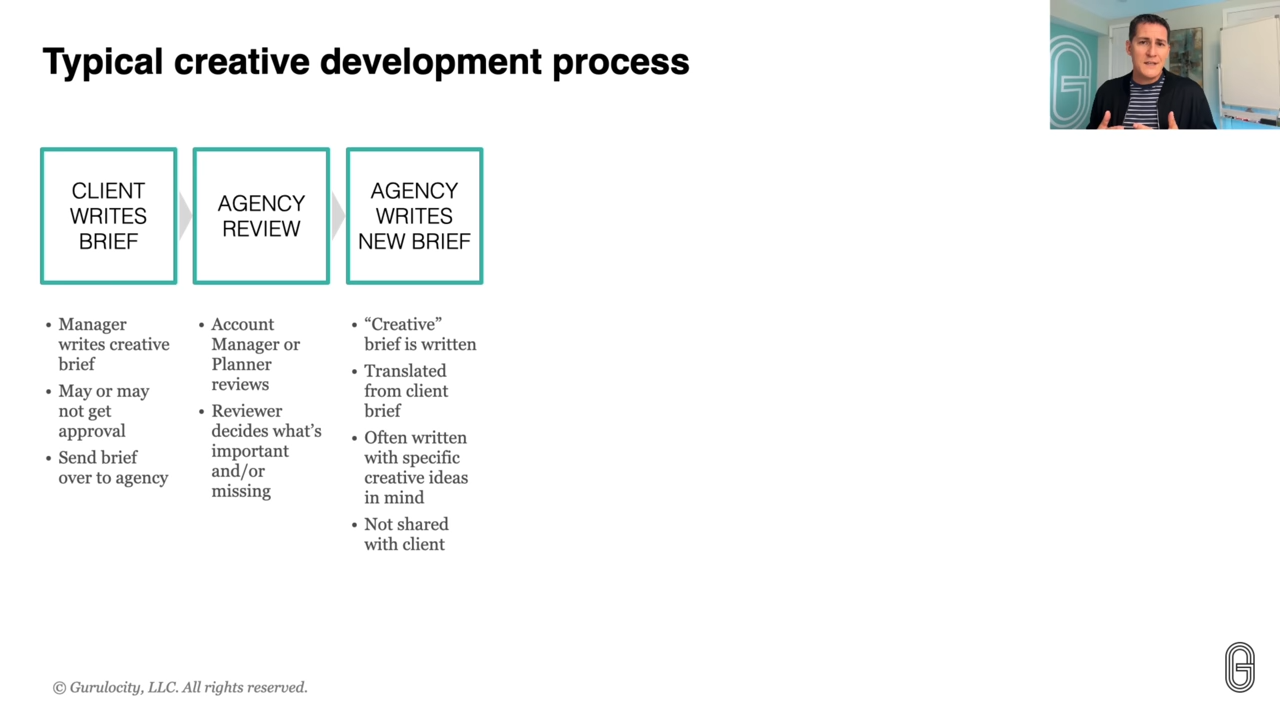 Typical creative development process
CLIENT
WRITES
BRIEF
AGENCY
REVIEW
AGENCY
WRITES
NEW BRIEF
• Manager
writes creative
brief
• May or may
not get
approval
• Send brief
over to agency
• Account
Manager or
Planner
reviews
• Reviewer
decides what’s
important
and/or
missing
• “Creative”
brief is written
• Translated
from client
brief
• Often written
with specific
creative ideas
in mind
• Not shared
with client
© Gurulocity, LLC. All rights reserved.